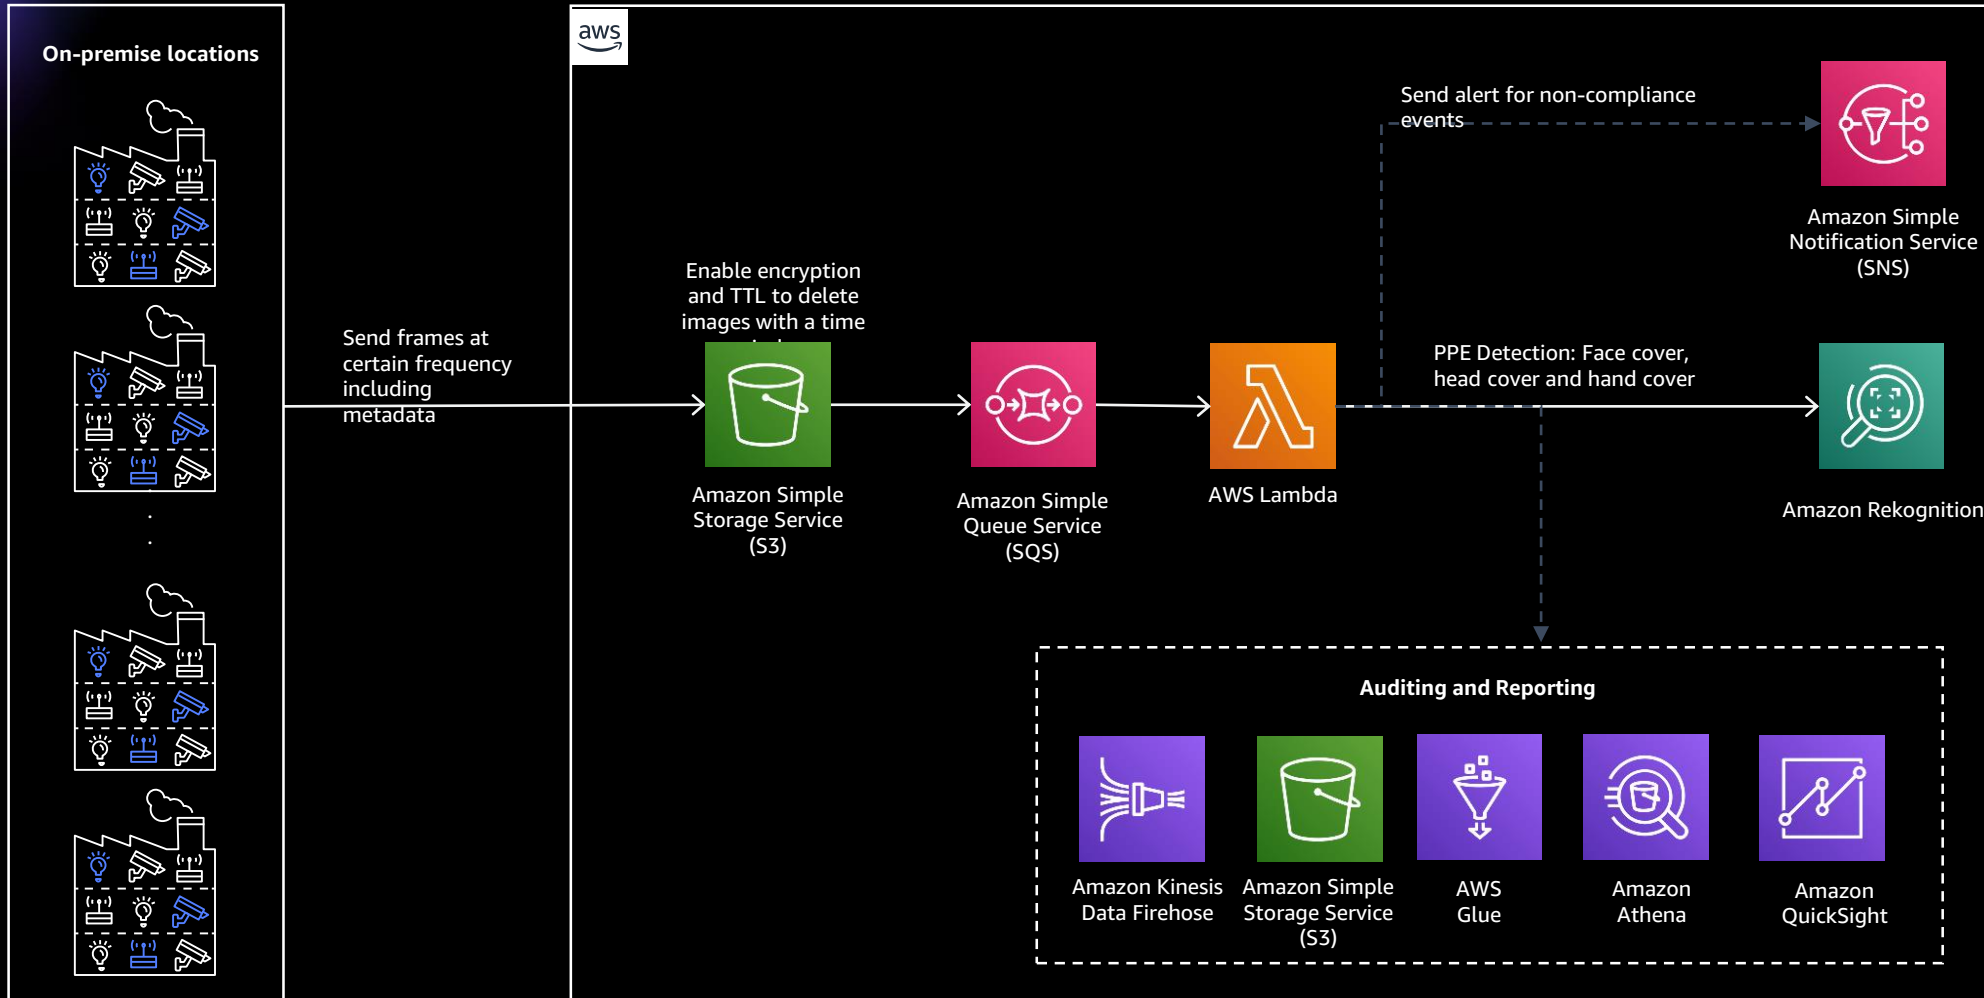 On-premise locations
aws
Send alert for non-compliance
events
Amazon Simple
Notification Service
(SNS)
Enable encryption
and TTL to delete
images with a time
Send frames at
certain frequency
including
metadata
PPE Detection: Face cover,
head cover and hand cover
Amazon Simple
Storage Service
(S3)
Amazon Simple
Queue Service
(SQS)
AWS Lambda
Amazon Rekognition
Auditing and Reporting
Amazon Kinesis
Data Firehose
Amazon Simple
Storage Service
(S3)
AWS
Glue
Amazon
Athena
Amazon
QuickSight